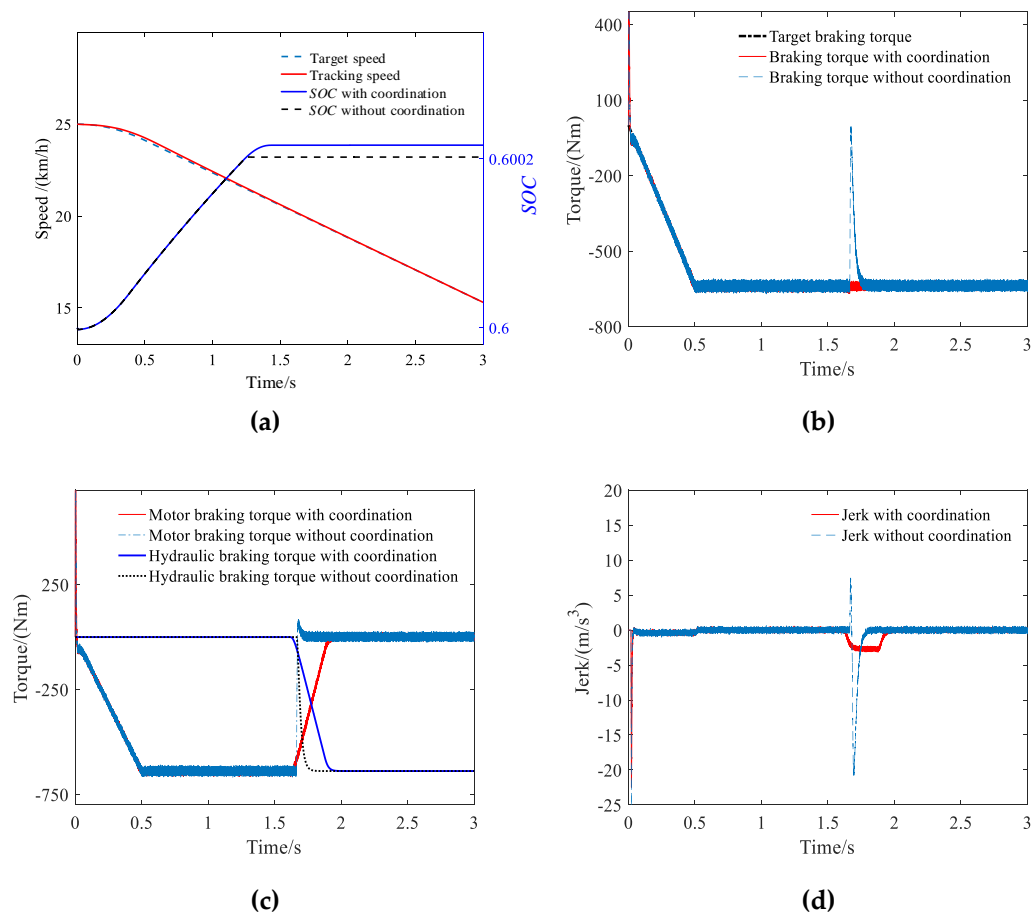 Target speed
Tracking speed
SOC with coordination
SOC without coordination
25
20
15
Speed /(km/h)
0.6002
0.6
SOC
0 0.5 1 1.5 2 2.5 3
Time/s
(a)
Target braking torque
Braking torque with coordination
Braking torque without coordination
400
100
-200
-500
-800
Torque/(Nm)
0 0.5 1 1.5 2 2.5 3
Time/s
(b)
Motor braking torque with coordination
Motor braking torque without coordination
Hydraulic braking torque with coordination
Hydraulic braking torque without coordination
250
-250
-750
Torque/(Nm)
0 0.5 1 1.5 2 2.5 3
Time/s
(c)
Jerk with coordination
Jerk without coordination
20
15
10
5
0
-5
-10
-15
-20
-25
Jerk/(m/s³)
0 0.5 1 1.5 2 2.5 3
Time/s
(d)